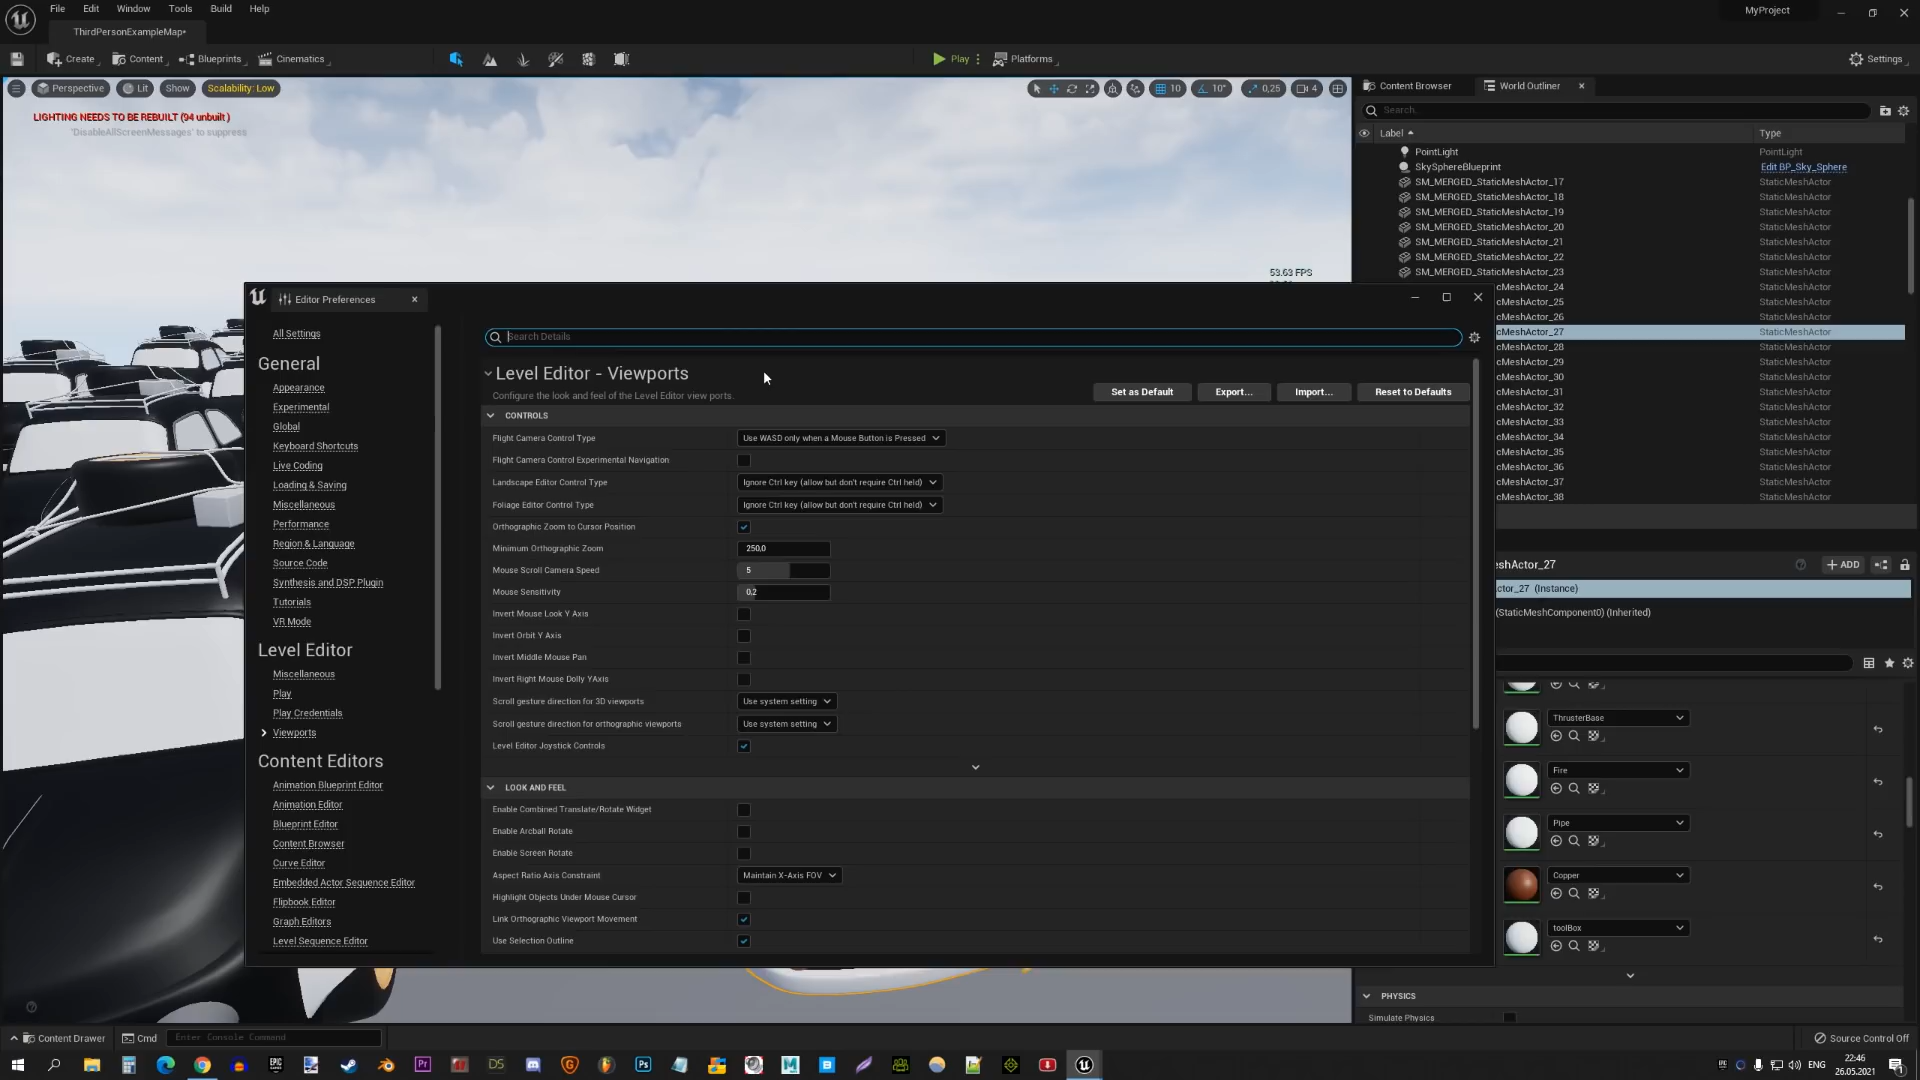 File Edit Window Tools Build Help
MyProject
ThirdPersonExampleMap*
Create Content Blueprints Cinematics Play Platforms Settings
Perspective Lit Show Scalability: Low
10 10° 0,25 4
LIGHTING NEEDS TO BE REBUILT (94 unbuilt )
'DisableAllScreenMessages' to suppress
53.63 FPS
Content Browser World Outliner
Search...
Label Type
PointLight PointLight
SkySphereBlueprint Edit BP_Sky_Sphere
SM_MERGED_StaticMeshActor_17 StaticMeshActor
SM_MERGED_StaticMeshActor_18 StaticMeshActor
SM_MERGED_StaticMeshActor_19 StaticMeshActor
SM_MERGED_StaticMeshActor_20 StaticMeshActor
SM_MERGED_StaticMeshActor_21 StaticMeshActor
SM_MERGED_StaticMeshActor_22 StaticMeshActor
SM_MERGED_StaticMeshActor_23 StaticMeshActor
cMeshActor_24 StaticMeshActor
cMeshActor_25 StaticMeshActor
cMeshActor_26 StaticMeshActor
cMeshActor_27 StaticMeshActor
cMeshActor_28 StaticMeshActor
cMeshActor_29 StaticMeshActor
cMeshActor_30 StaticMeshActor
cMeshActor_31 StaticMeshActor
cMeshActor_32 StaticMeshActor
cMeshActor_33 StaticMeshActor
cMeshActor_34 StaticMeshActor
cMeshActor_35 StaticMeshActor
cMeshActor_36 StaticMeshActor
cMeshActor_37 StaticMeshActor
cMeshActor_38 StaticMeshActor
Editor Preferences
All Settings
General
Appearance
Experimental
Global
Keyboard Shortcuts
Live Coding
Loading & Saving
Miscellaneous
Performance
Region & Language
Source Code
Synthesis and DSP Plugin
Tutorials
VR Mode
Level Editor
Miscellaneous
Play
Play Credentials
Viewports
Content Editors
Animation Blueprint Editor
Animation Editor
Blueprint Editor
Content Browser
Curve Editor
Embedded Actor Sequence Editor
Flipbook Editor
Graph Editors
Level Sequence Editor
Search Details
Level Editor - Viewports
Configure the look and feel of the Level Editor view ports.
Set as Default Export... Import... Reset to Defaults
CONTROLS
Flight Camera Control Type Use WASD only when a Mouse Button is Pressed
Flight Camera Control Experimental Navigation
Landscape Editor Control Type Ignore Ctrl key (allow but don't require Ctrl held)
Foliage Editor Control Type Ignore Ctrl key (allow but don't require Ctrl held)
Orthographic Zoom to Cursor Position
Minimum Orthographic Zoom 250,0
Mouse Scroll Camera Speed 5
Mouse Sensitivity 0,2
Invert Mouse Look Y Axis
Invert Orbit Y Axis
Invert Middle Mouse Pan
Invert Right Mouse Dolly YAxis
Scroll gesture direction for 3D viewports Use system setting
Scroll gesture direction for orthographic viewports Use system setting
Level Editor Joystick Controls
LOOK AND FEEL
Enable Combined Translate/Rotate Widget
Enable Arcball Rotate
Enable Screen Rotate
Aspect Ratio Axis Constraint Maintain X-Axis FOV
Highlight Objects Under Mouse Cursor
Link Orthographic Viewport Movement
Use Selection Outline
eshActor_27 ADD
ctor_27 (Instance)
(StaticMeshComponent0) (Inherited)
ThrusterBase
Fire
Pipe
Copper
toolBox
PHYSICS
Simulate Physics
Content Drawer Cmd Enter Console Command Source Control Off
ENG 22:46
26.05.2021